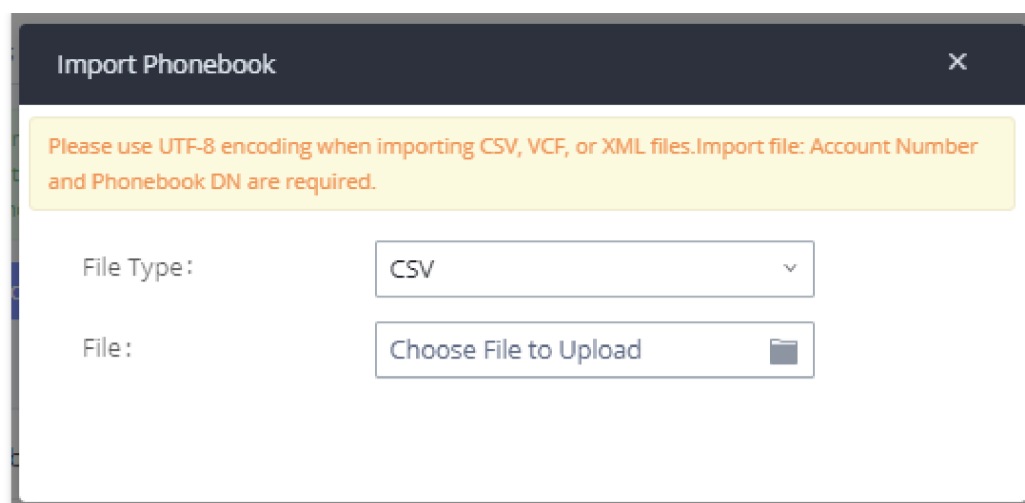 Import Phonebook
Please use UTF-8 encoding when importing CSV, VCF, or XML files.Import file: Account Number
and Phonebook DN are required.
File Type:
CSV
File:
Choose File to Upload